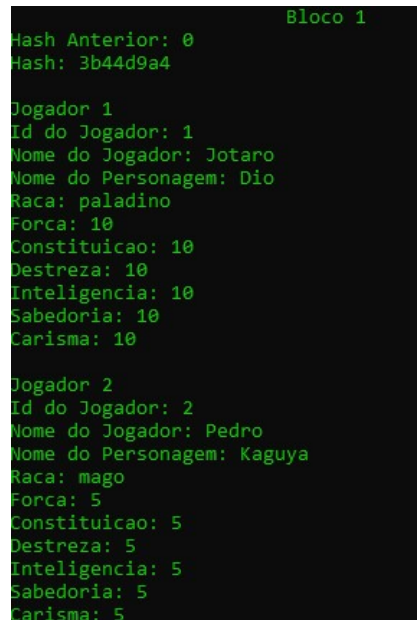 Bloco 1
Hash Anterior: 0
Hash: 3b44d9a4
Jogador 1
Id do Jogador: 1
Nome do Jogador: Jotaro
Nome do Personagem: Dio
Raca: paladino
Forca: 10
Constituicao: 10
Destreza: 10
Inteligencia: 10
Sabedoria: 10
Carisma: 10
Jogador 2
Id do Jogador: 2
Nome do Jogador: Pedro
Nome do Personagem: Kaguya
Raca: mago
Forca: 5
Constituicao: 5
Destreza: 5
Inteligencia: 5
Sabedoria: 5
Carisma: 5